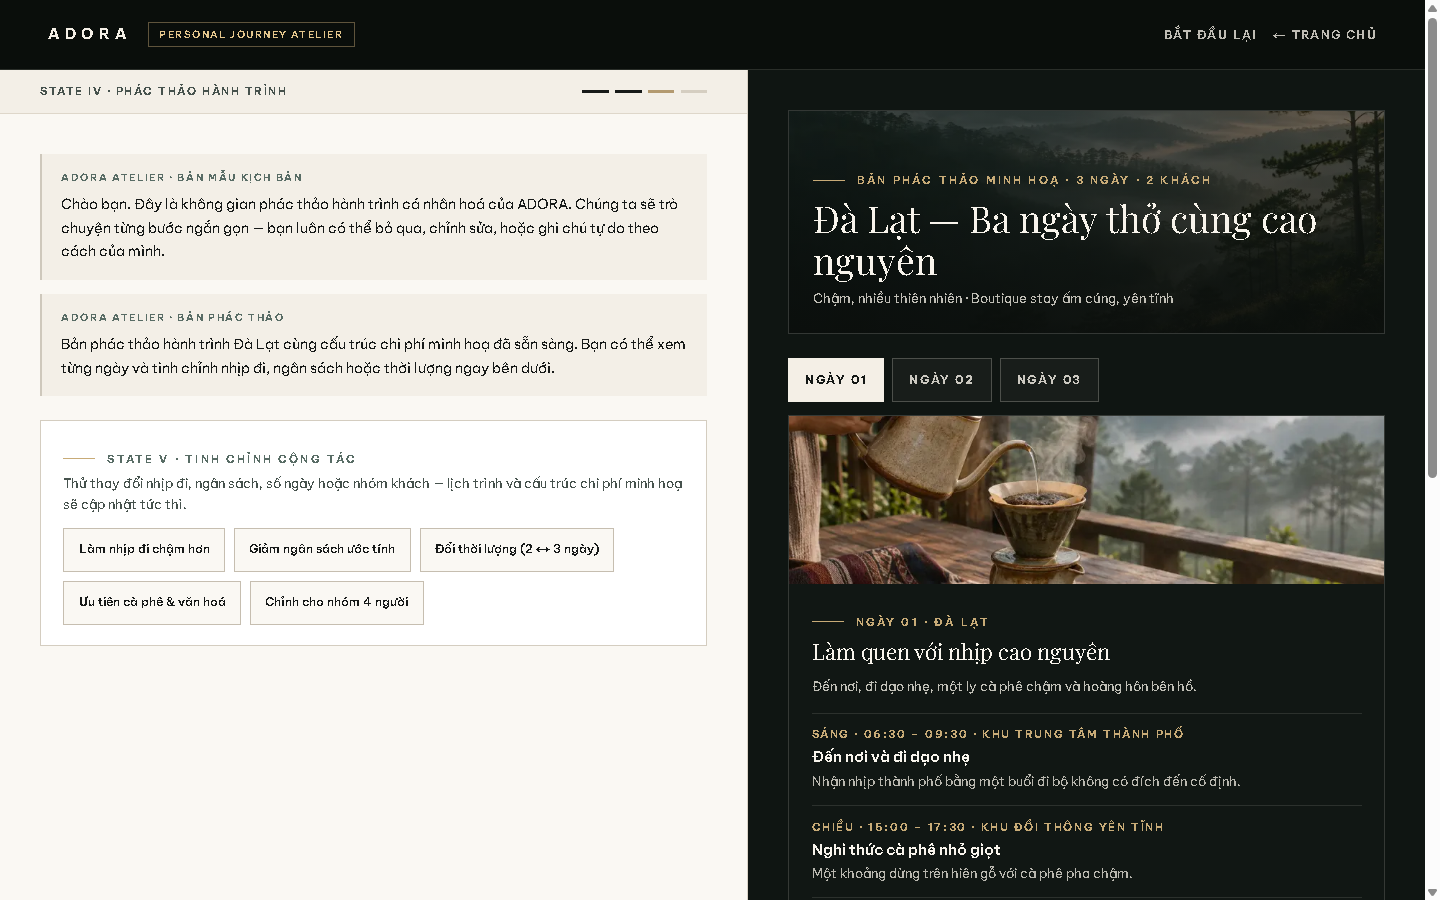 ADORA
PERSONAL JOURNEY ATELIER
BẮT ĐẦU LẠI
← TRANG CHỦ
STATE IV · PHÁC THẢO HÀNH TRÌNH
ADORA ATELIER · BẢN MẪU KỊCH BẢN
Chào bạn. Đây là không gian phác thảo hành trình cá nhân hoá của ADORA. Chúng ta sẽ trò
chuyện từng bước ngắn gọn — bạn luôn có thể bỏ qua, chỉnh sửa, hoặc ghi chú tự do theo
cách của mình.
ADORA ATELIER · BẢN PHÁC THẢO
Bản phác thảo hành trình Đà Lạt cùng cấu trúc chi phí minh hoạ đã sẵn sàng. Bạn có thể xem
từng ngày và tinh chỉnh nhịp đi, ngân sách hoặc thời lượng ngay bên dưới.
STATE V · TINH CHỈNH CỘNG TÁC
Thử thay đổi nhịp đi, ngân sách, số ngày hoặc nhóm khách — lịch trình và cấu trúc chi phí minh hoạ
sẽ cập nhật tức thì.
Làm nhịp đi chậm hơn
Giảm ngân sách ước tính
Đổi thời lượng (2 ↔ 3 ngày)
Ưu tiên cà phê & văn hoá
Chỉnh cho nhóm 4 người
BẢN PHÁC THẢO MINH HOẠ · 3 NGÀY · 2 KHÁCH
Đà Lạt — Ba ngày thở cùng cao
nguyên
Chậm, nhiều thiên nhiên · Boutique stay ấm cúng, yên tĩnh
NGÀY 01
NGÀY 02
NGÀY 03
NGÀY 01 · ĐÀ LẠT
Làm quen với nhịp cao nguyên
Đến nơi, đi dạo nhẹ, một ly cà phê chậm và hoàng hôn bên hồ.
SÁNG · 06:30 – 09:30 · KHU TRUNG TÂM THÀNH PHỐ
Đến nơi và đi dạo nhẹ
Nhận nhịp thành phố bằng một buổi đi bộ không có đích đến cố định.
CHIỀU · 15:00 – 17:30 · KHU ĐỒI THÔNG YÊN TĨNH
Nghi thức cà phê nhỏ giọt
Một khoảng dừng trên hiên gỗ với cà phê pha chậm.